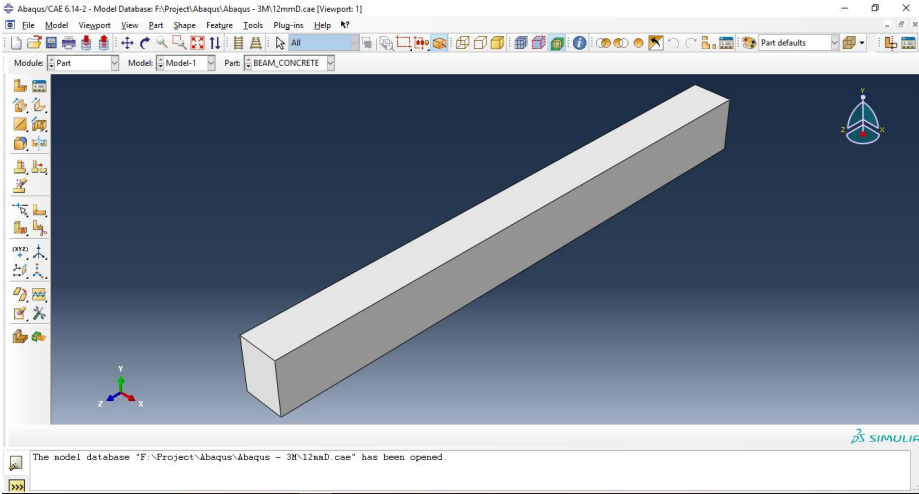 Abaqus/CAE 6.14-2 - Model Database: F:\Project\Abaqus\Abaqus - 3M\12mmD.cae [Viewport: 1]
File Model Viewport View Part Shape Feature Tools Plug-ins Help
All
Part defaults
Module: Part Model: Model-1 Part: BEAM_CONCRETE
(XYZ)
Y
Z X
Y
Z X
SIMULIA
The model database "F:\Project\Abaqus\Abaqus - 3M\12mmD.cae" has been opened.
>>>